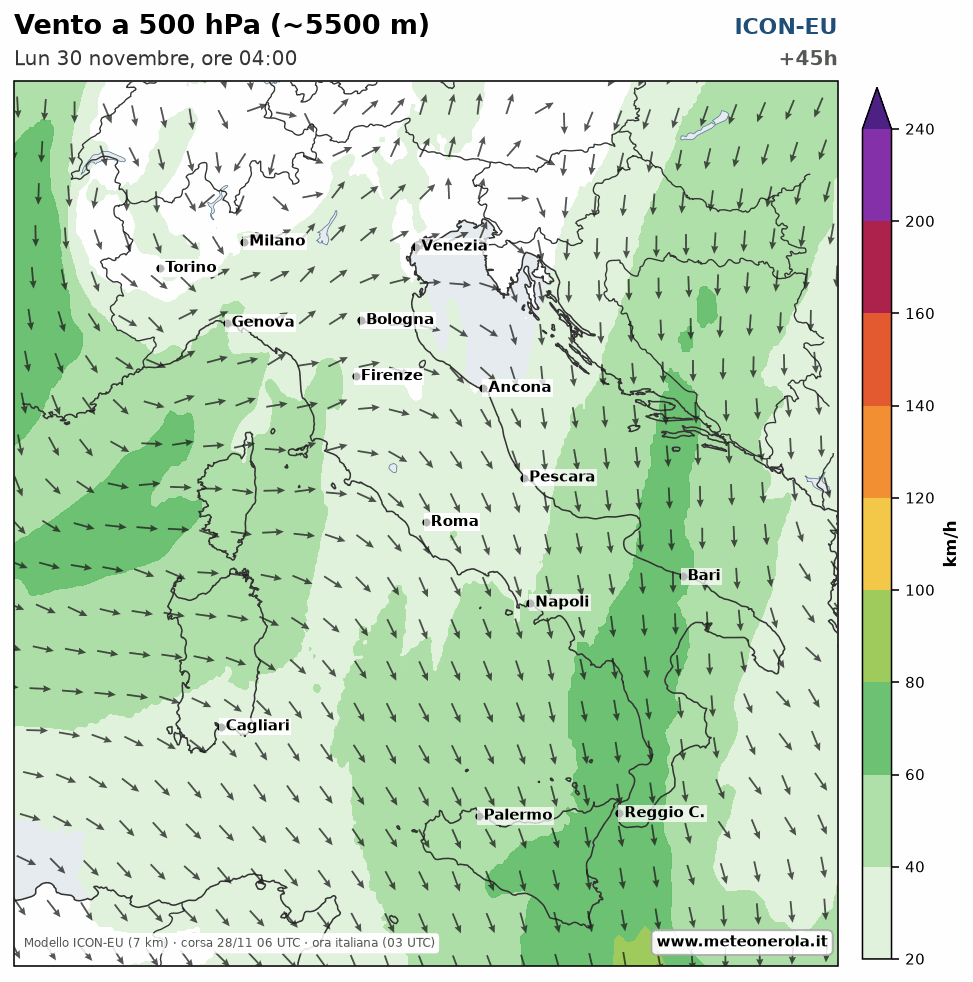 Vento a 500 hPa (~5500 m)
ICON-EU
Lun 30 novembre, ore 04:00
+45h
240
200
160
140
120
100
80
60
40
20
km/h
Milano
Venezia
Torino
Genova
Bologna
Firenze
Ancona
Pescara
Roma
Bari
Napoli
Cagliari
Palermo
Reggio C.
Modello ICON-EU (7 km) · corsa 28/11 06 UTC · ora italiana (03 UTC)
www.meteonerola.it